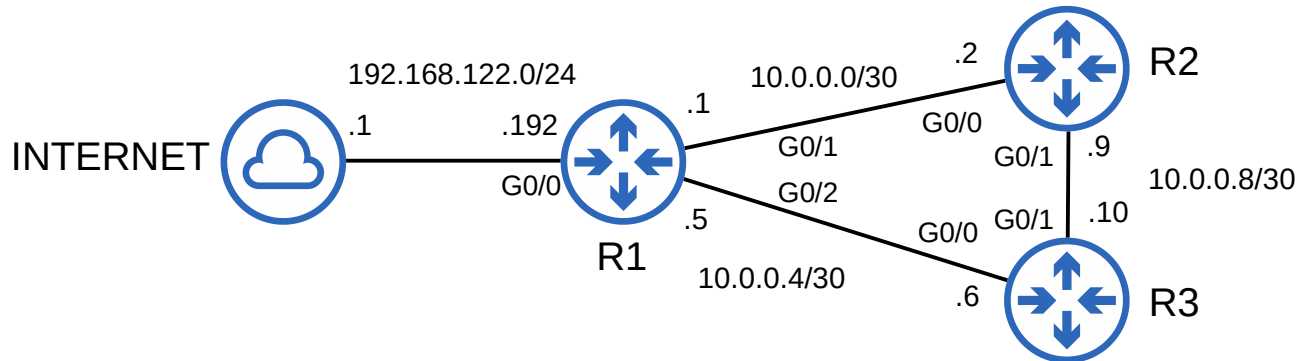 192.168.122.0/24
INTERNET
.1
.192
G0/0
R1
.1
10.0.0.0/30
.2
G0/1
G0/0
R2
.5
G0/2
10.0.0.4/30
G0/0
.6
R3
G0/1
.9
10.0.0.8/30
G0/1
.10